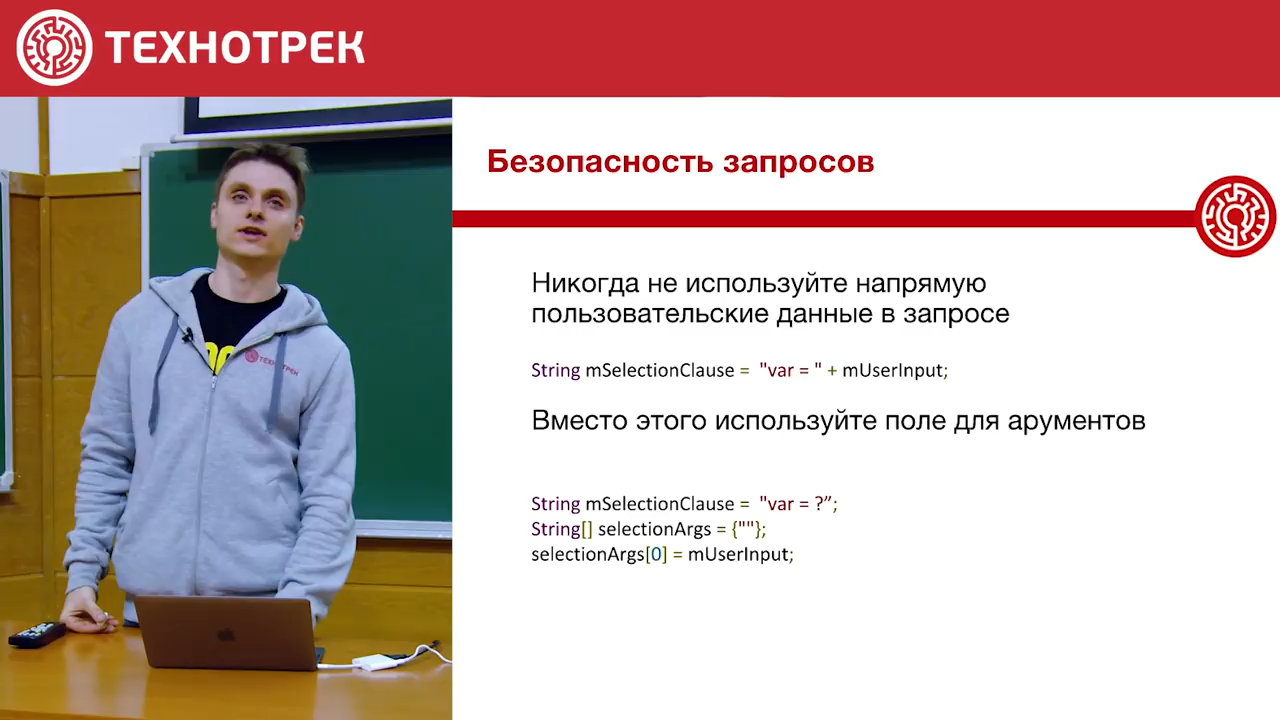 ТЕХНОТРЕК
Безопасность запросов
Никогда не используйте напрямую
пользовательские данные в запросе
String mSelectionClause =  "var = " + mUserInput;
Вместо этого используйте поле для арументов
String mSelectionClause =  "var = ?”;
String[] selectionArgs = {""};
selectionArgs[0] = mUserInput;
ТЕХНОТРЕК